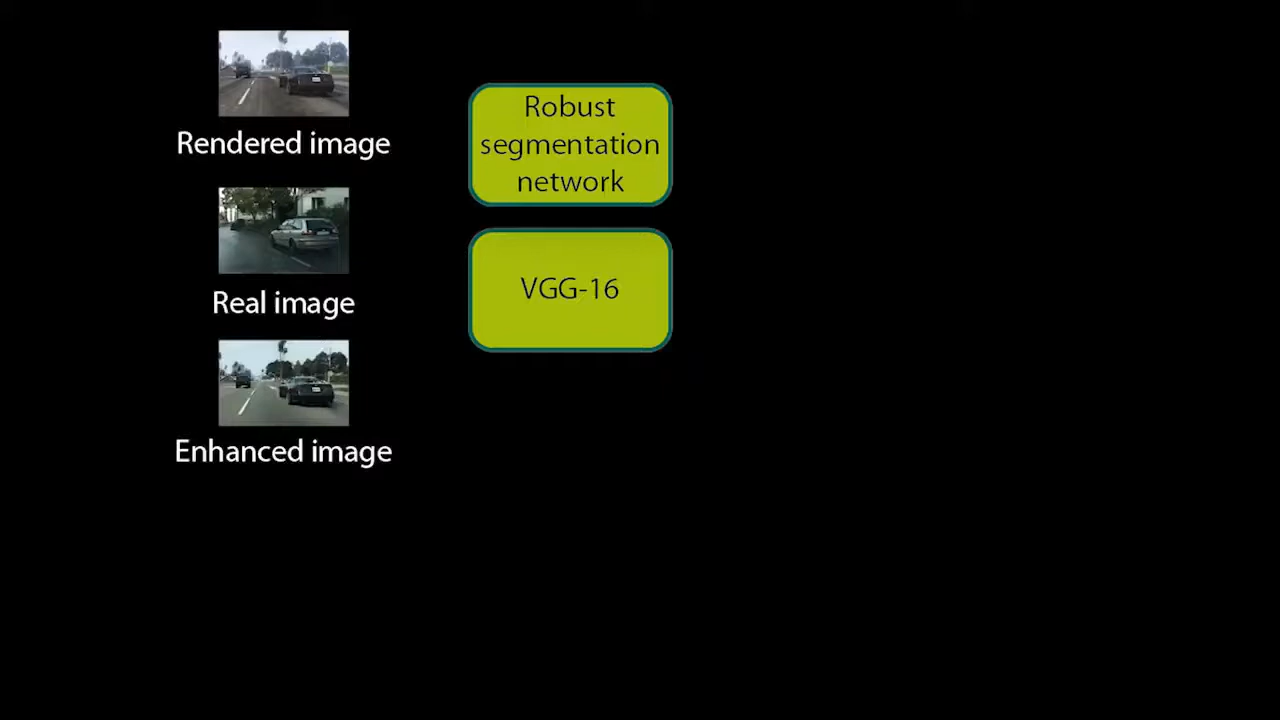 Rendered image
Real image
Enhanced image
Robust
segmentation
network
VGG-16